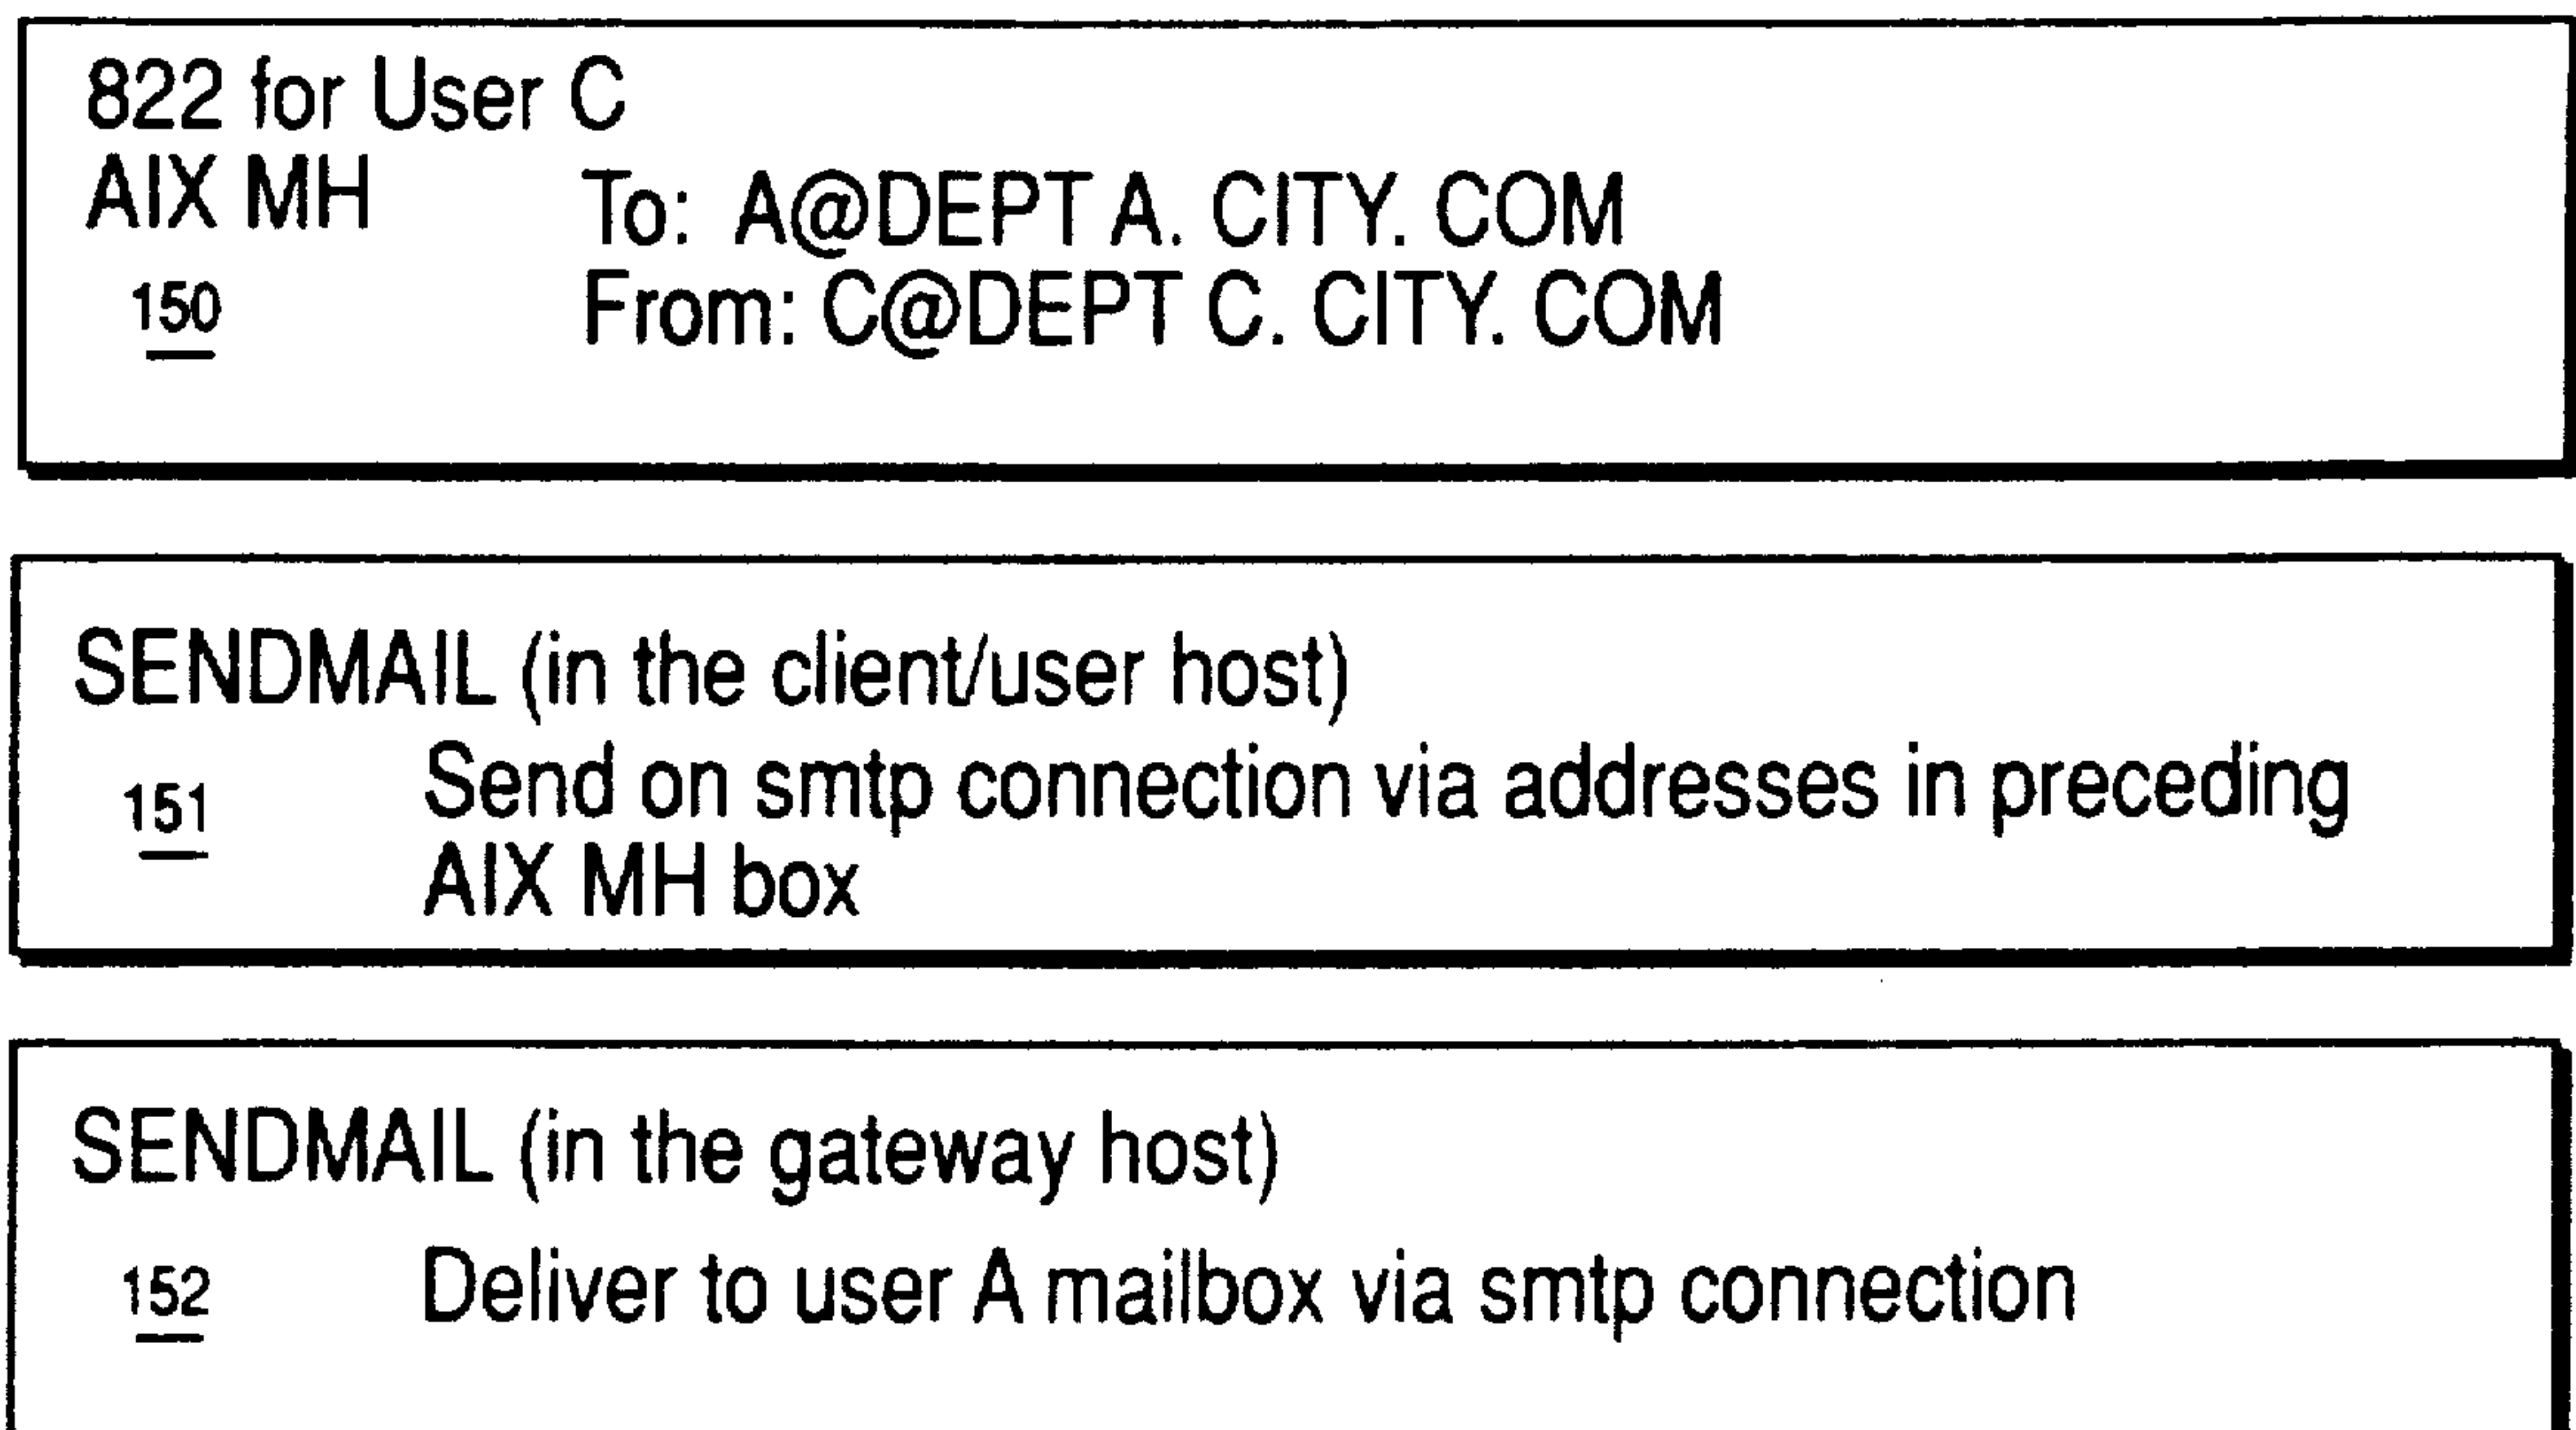 822 for User C
AIX MH
To: A@DEPT A. CITY. COM
150
From: C@DEPT C. CITY. COM
SENDMAIL (in the client/user host)
151
Send on smtp connection via addresses in preceding
AIX MH box
SENDMAIL (in the gateway host)
152
Deliver to user A mailbox via smtp connection